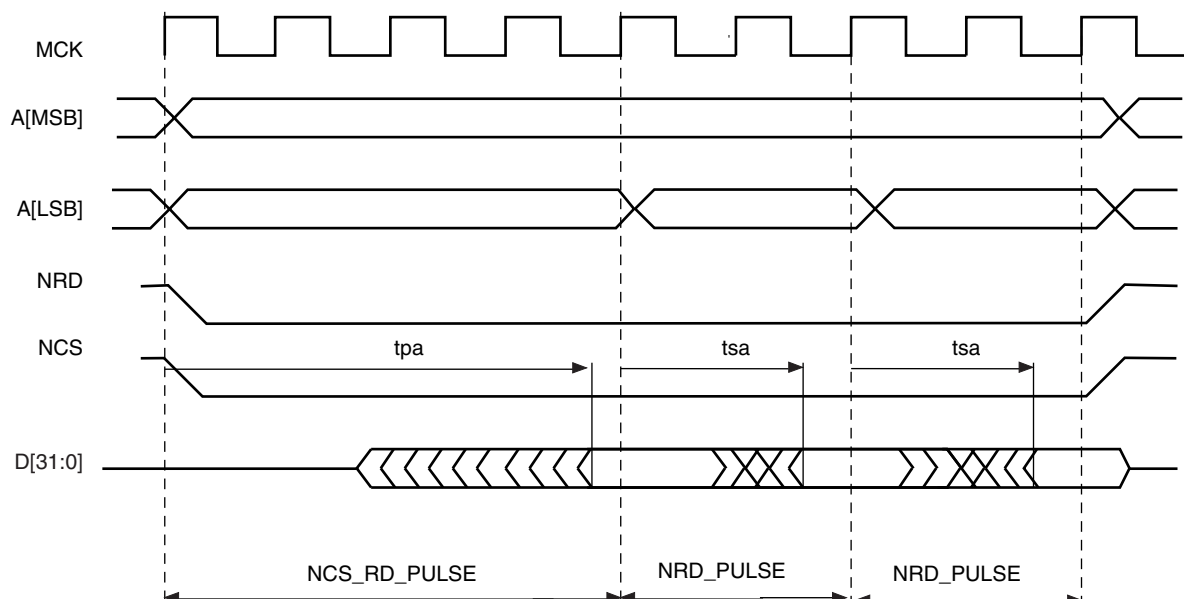 MCK
A[MSB]
A[LSB]
NRD
NCS
tpa
tsa
tsa
D[31:0]
NCS_RD_PULSE
NRD_PULSE
NRD_PULSE